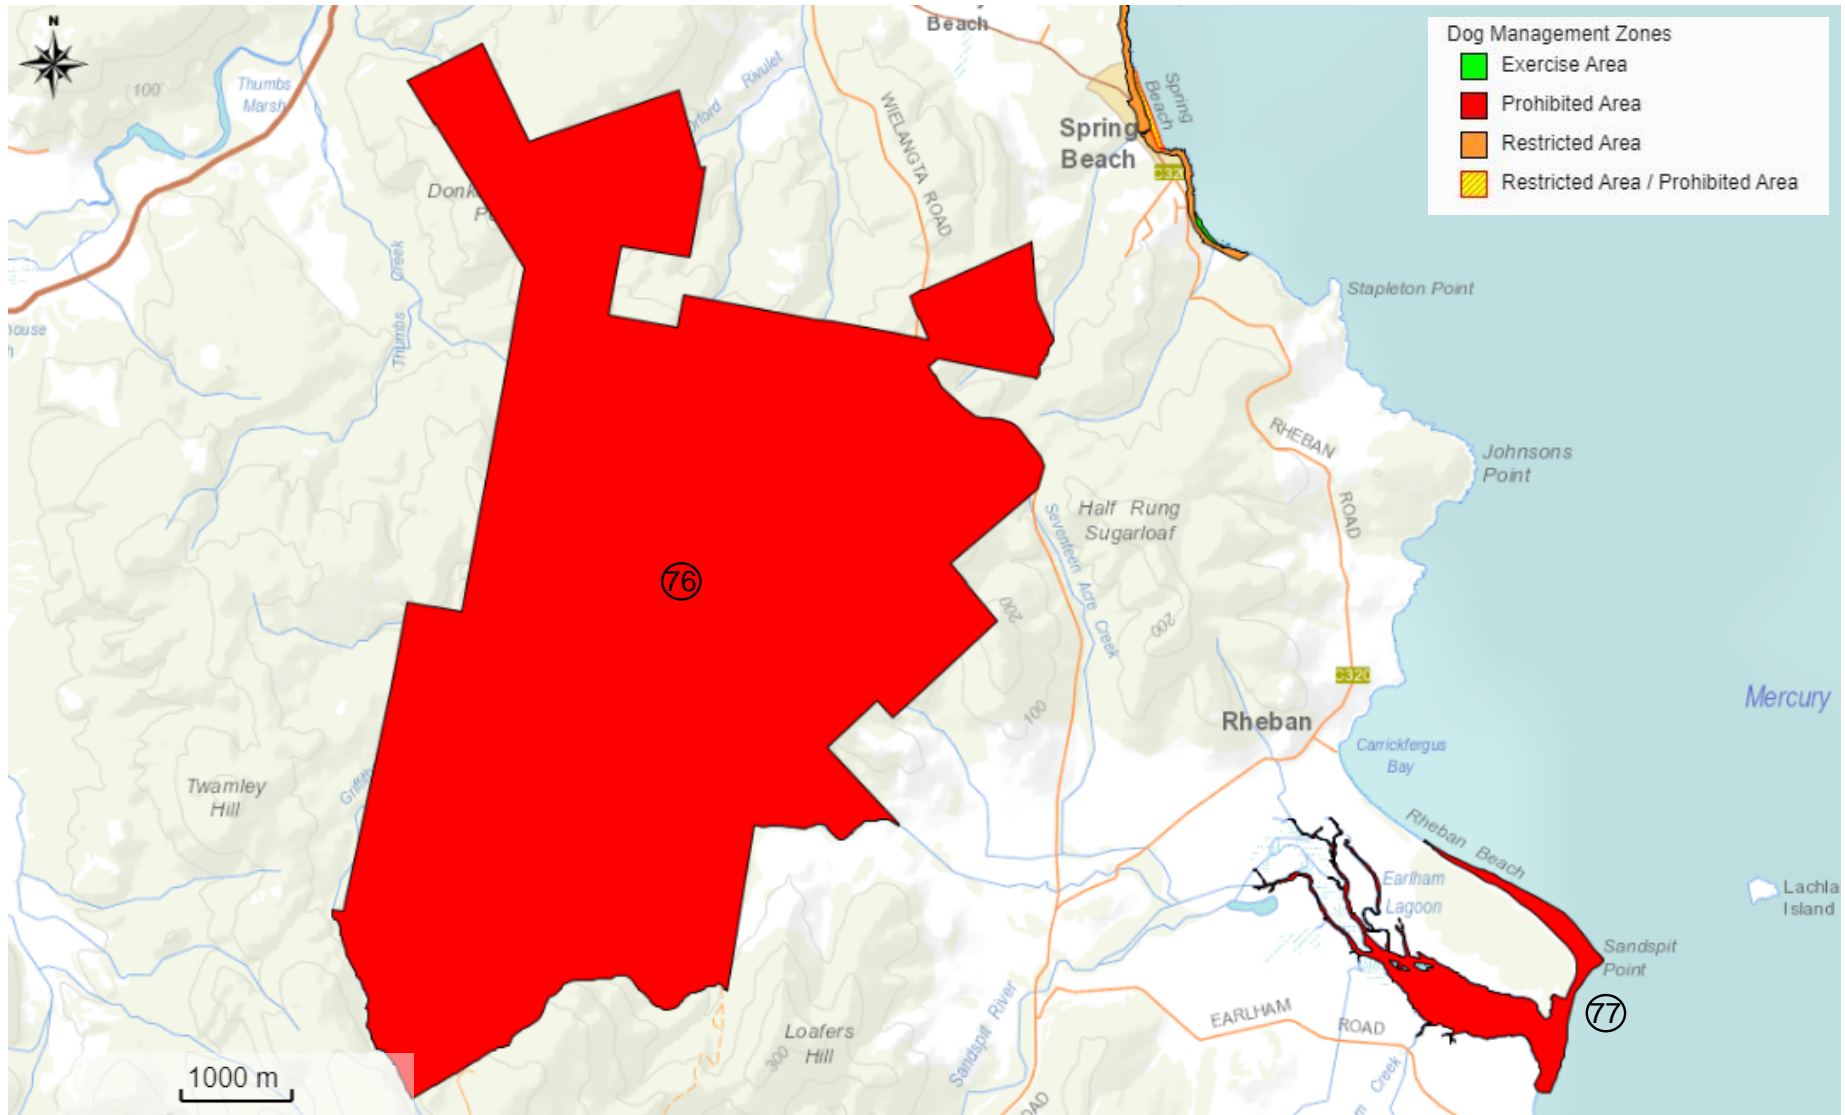 N
Beach
Dog Management Zones
Exercise Area
Prohibited Area
Restricted Area
Restricted Area / Prohibited Area
100
Thumbs
Marsh
Rivulet
WIELANGTA ROAD
Spring
Beach
Spring
Beach
C320
Thumbs Creek
Stapleton Point
RHEBAN
ROAD
Johnsons
Point
Half Rung
Sugarloaf
Seventeen Acre Creek
76
200
200
100
C320
Rheban
Mercury
Carrickfergus
Bay
Twamley
Hill
Rheban Beach
Earlham
Lagoon
Island
Sandspit
Point
77
Sandspit River
EARLHAM
ROAD
Creek
Loafers
Hill
300
1000 m